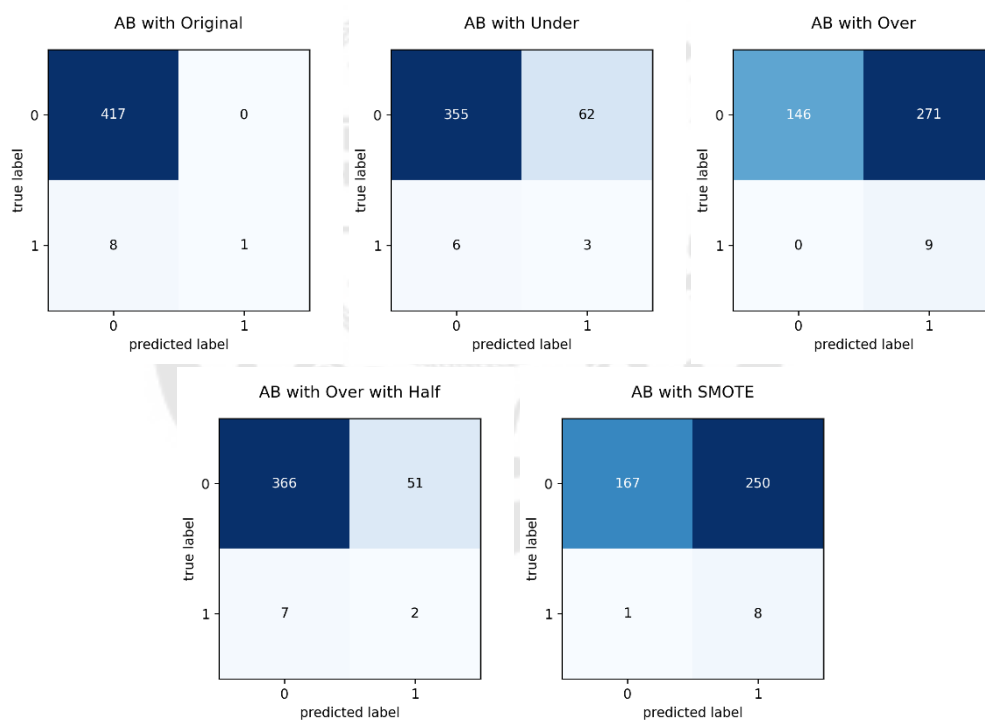 AB with Original
AB with Under
AB with Over
0
417
0
0
355
62
0
146
271
true label
true label
true label
1
8
1
1
6
3
1
0
9
0
1
0
1
0
1
predicted label
predicted label
predicted label
AB with Over with Half
AB with SMOTE
0
366
51
0
167
250
true label
true label
1
7
2
1
1
8
0
1
0
1
predicted label
predicted label